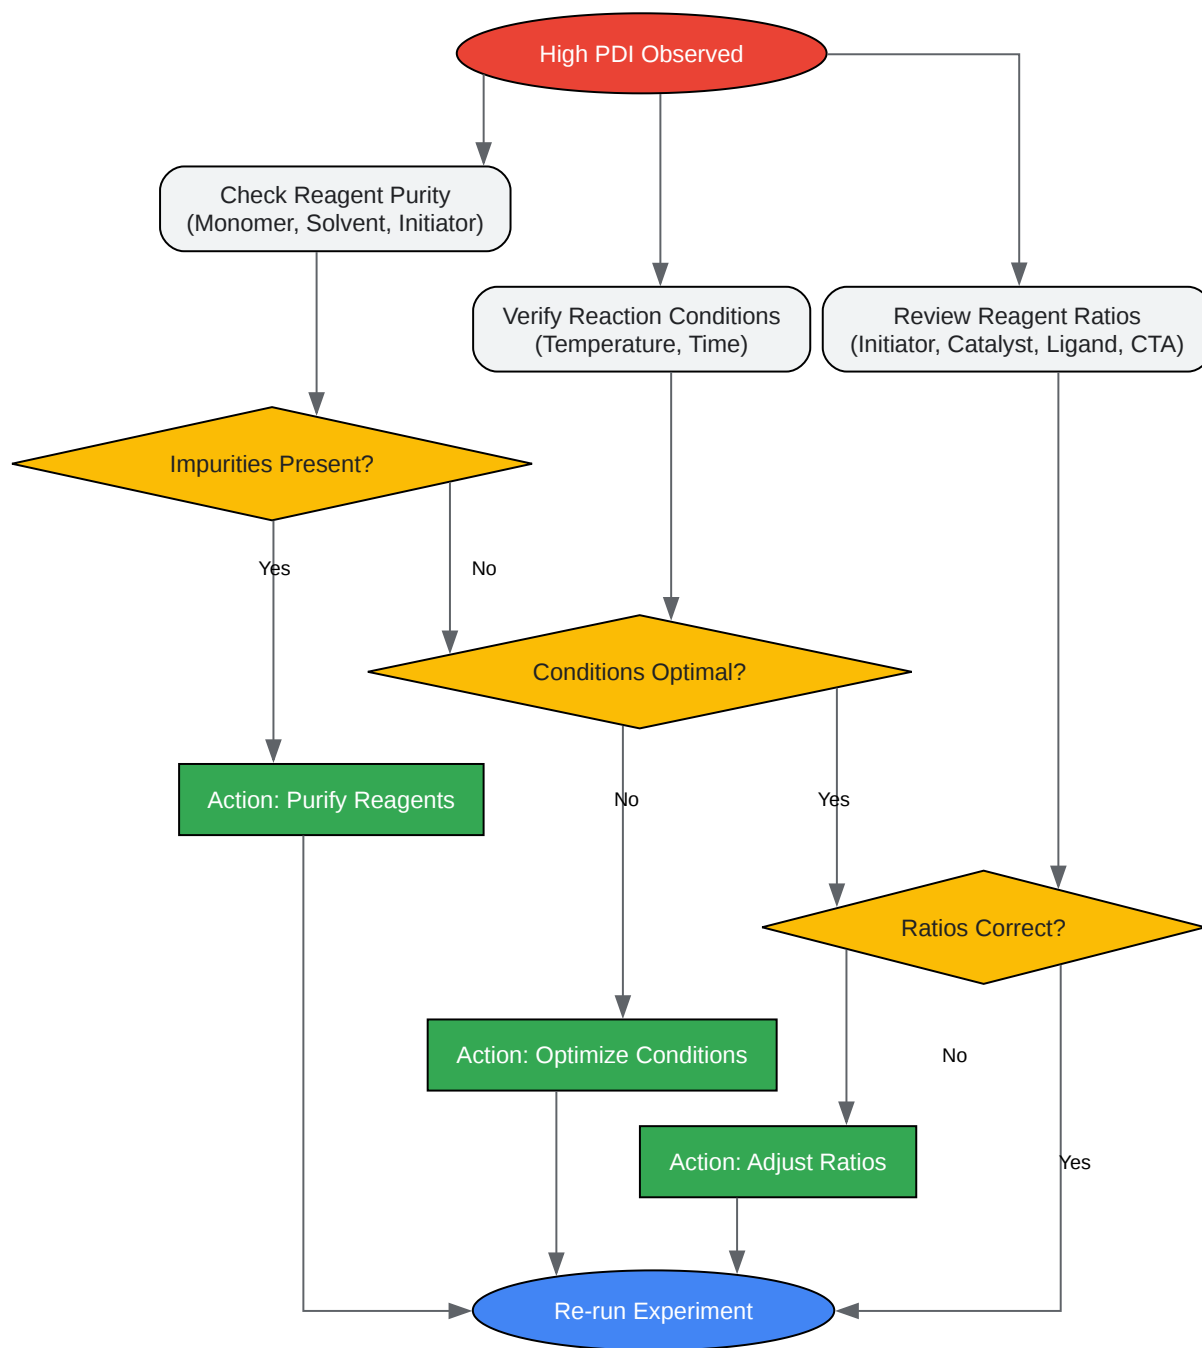 High PDI Observed
Check Reagent Purity
(Monomer, Solvent, Initiator)
Verify Reaction Conditions
(Temperature, Time)
Review Reagent Ratios
(Initiator, Catalyst, Ligand, CTA)
Impurities Present?
Yes
No
Conditions Optimal?
Action: Purify Reagents
No
Yes
Ratios Correct?
Action: Optimize Conditions
No
Action: Adjust Ratios
Yes
Re-run Experiment